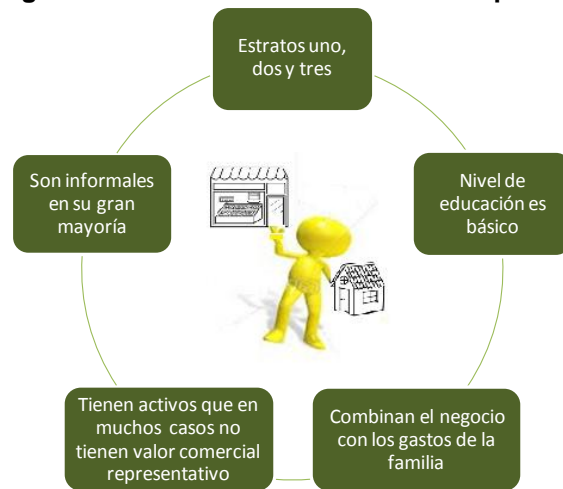 Estratos uno,
dos y tres
Nivel de
educación es
básico
Combinan el negocio
con los gastos de la
familia
Tienen activos que en
muchos casos no
tienen valor comercial
representativo
Son informales
en su gran
mayoría